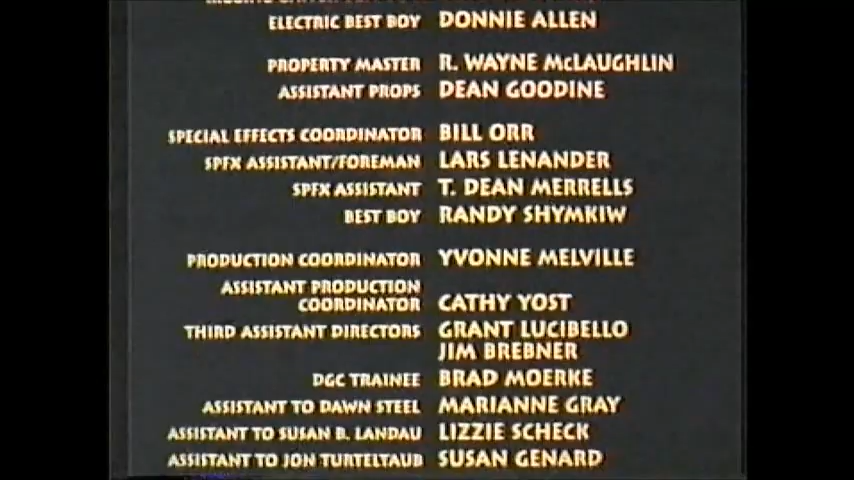 ELECTRIC BEST BOY DONNIE ALLEN
PROPERTY MASTER R. WAYNE McLAUGHLIN
ASSISTANT PROPS DEAN GOODINE
SPECIAL EFFECTS COORDINATOR BILL ORR
SPFX ASSISTANT/FOREMAN LARS LENANDER
SPFX ASSISTANT T. DEAN MERRELLS
BEST BOY RANDY SHYMKIW
PRODUCTION COORDINATOR YVONNE MELVILLE
ASSISTANT PRODUCTION
COORDINATOR CATHY YOST
THIRD ASSISTANT DIRECTORS GRANT LUCIBELLO
JIM BREBNER
DGC TRAINEE BRAD MOERKE
ASSISTANT TO DAWN STEEL MARIANNE GRAY
ASSISTANT TO SUSAN B. LANDAU LIZZIE SCHECK
ASSISTANT TO JON TURTELTAUB SUSAN GENARD